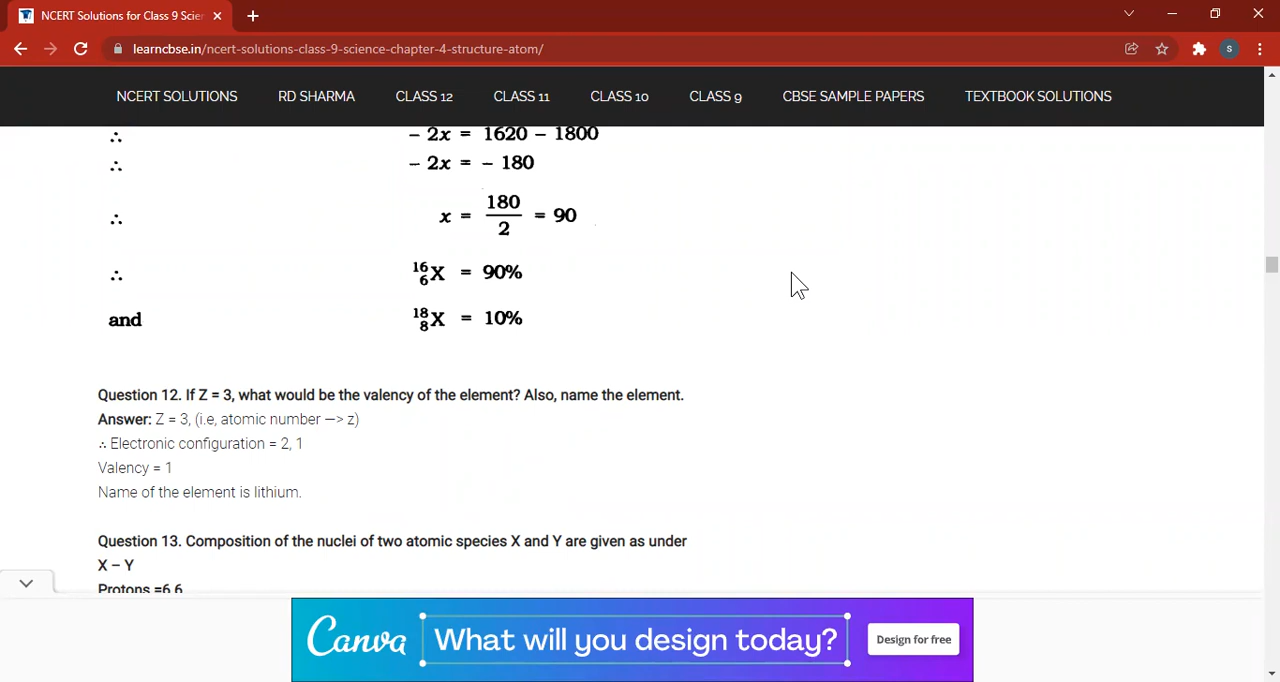 NCERT Solutions for Class 9 Scie
learncbse.in/ncert-solutions-class-9-science-chapter-4-structure-atom/
S
NCERT SOLUTIONS RD SHARMA CLASS 12 CLASS 11 CLASS 10 CLASS 9 CBSE SAMPLE PAPERS TEXTBOOK SOLUTIONS
∴ – 2x = 1620 – 1800
∴ – 2x = – 180
∴ x = 180/2 = 90
∴ ¹⁶₆X = 90%
and ¹⁸₈X = 10%
Question 12. If Z = 3, what would be the valency of the element? Also, name the element.
Answer: Z = 3, (i.e, atomic number —> z)
∴ Electronic configuration = 2, 1
Valency = 1
Name of the element is lithium.
Question 13. Composition of the nuclei of two atomic species X and Y are given as under
X – Y
Protons =6 6
Canva What will you design today? Design for free